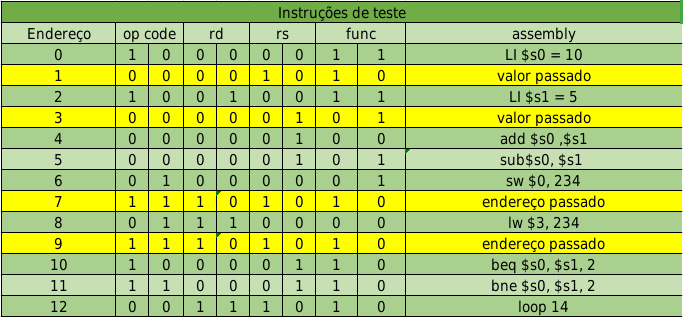 Instruções de teste
Endereço op code rd rs func assembly
0 1 0 0 0 0 0 1 1 LI $s0 = 10
1 0 0 0 0 1 0 1 0 valor passado
2 1 0 0 1 0 0 1 1 LI $s1 = 5
3 0 0 0 0 0 1 0 1 valor passado
4 0 0 0 0 0 1 0 0 add $s0 ,$s1
5 0 0 0 0 0 1 0 1 sub$s0, $s1
6 0 1 0 0 0 0 0 1 sw $0, 234
7 1 1 1 0 1 0 1 0 endereço passado
8 0 1 1 1 0 0 0 0 lw $3, 234
9 1 1 1 0 1 0 1 0 endereço passado
10 1 0 0 0 0 1 1 0 beq $s0, $s1, 2
11 1 1 0 0 0 1 1 0 bne $s0, $s1, 2
12 0 0 1 1 1 0 1 0 loop 14